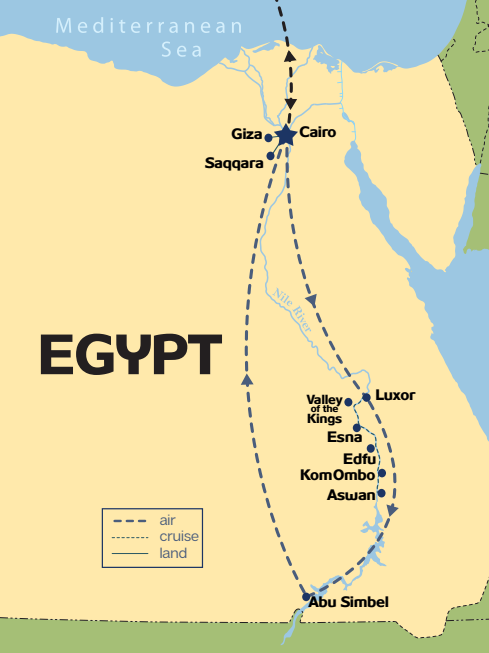 Mediterranean
Sea
Giza
Cairo
Saqqara
Nile River
EGYPT
Valley
of the
Kings
Luxor
Esna
Edfu
KomOmbo
Aswan
air
cruise
land
Abu Simbel